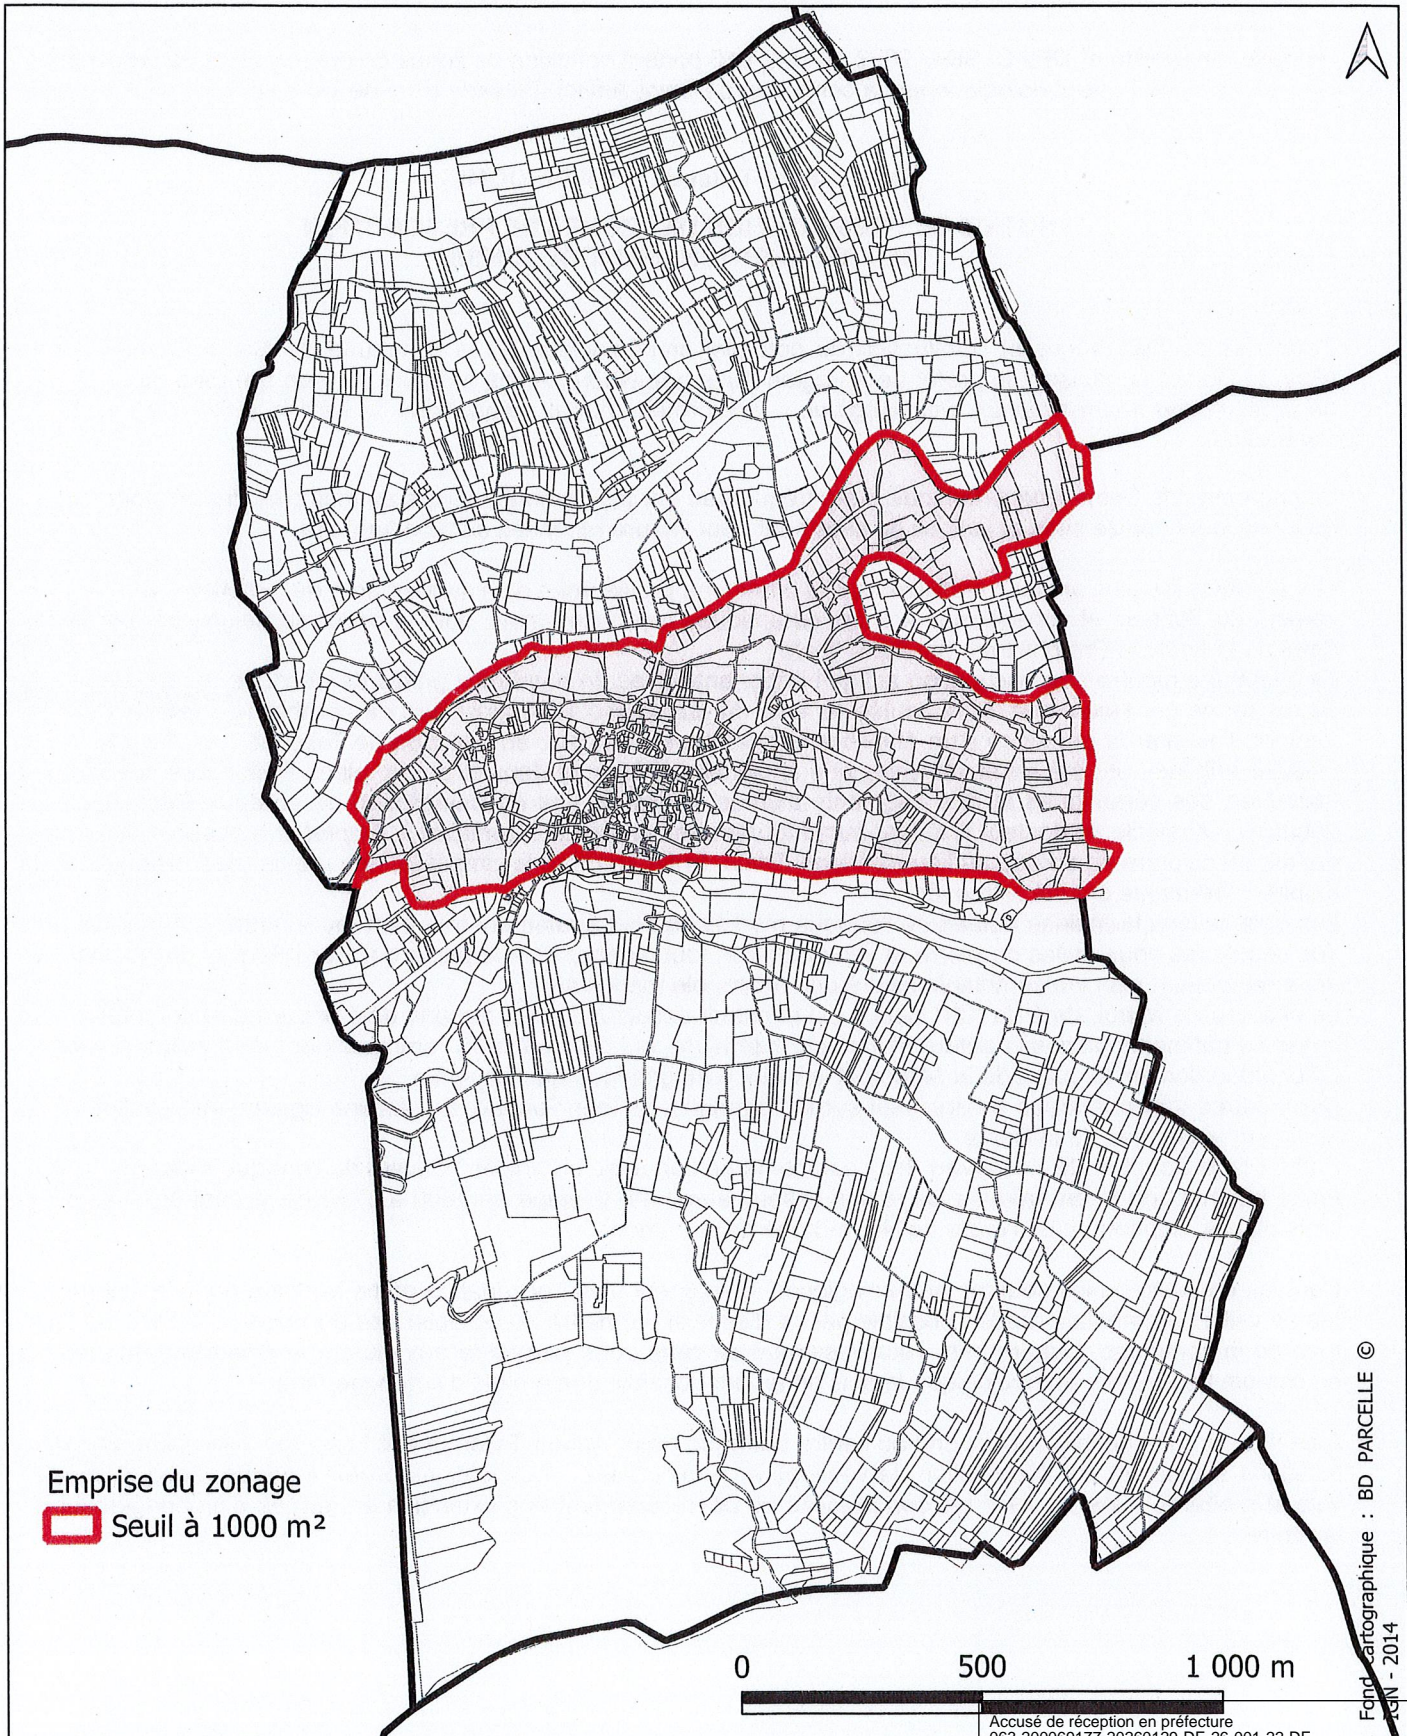 Emprise du zonage
Seuil à 1000 m²
0 500 1 000 m
Fond cartographique : BD PARCELLE ©
IGN - 2014
Accusé de réception en préfecture